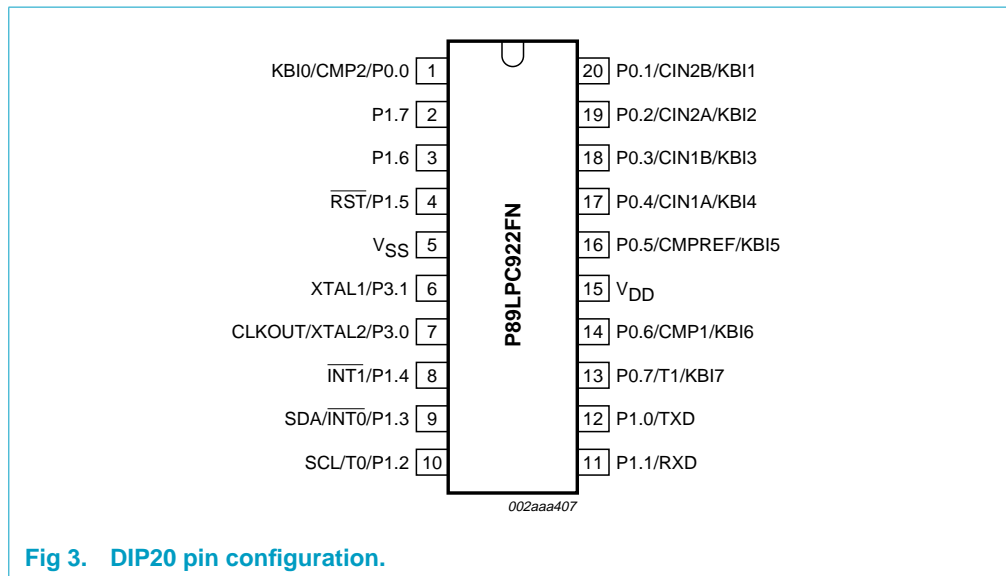 KBI0/CMP2/P0.0 1 20 P0.1/CIN2B/KBI1
P1.7 2 19 P0.2/CIN2A/KBI2
P1.6 3 18 P0.3/CIN1B/KBI3
R̅S̅T̅/P1.5 4 17 P0.4/CIN1A/KBI4
VSS 5 16 P0.5/CMPREF/KBI5
XTAL1/P3.1 6 15 VDD
CLKOUT/XTAL2/P3.0 7 14 P0.6/CMP1/KBI6
I̅N̅T̅1̅/P1.4 8 13 P0.7/T1/KBI7
SDA/I̅N̅T̅0̅/P1.3 9 12 P1.0/TXD
SCL/T0/P1.2 10 11 P1.1/RXD
P89LPC922FN
002aaa407
Fig 3. DIP20 pin configuration.